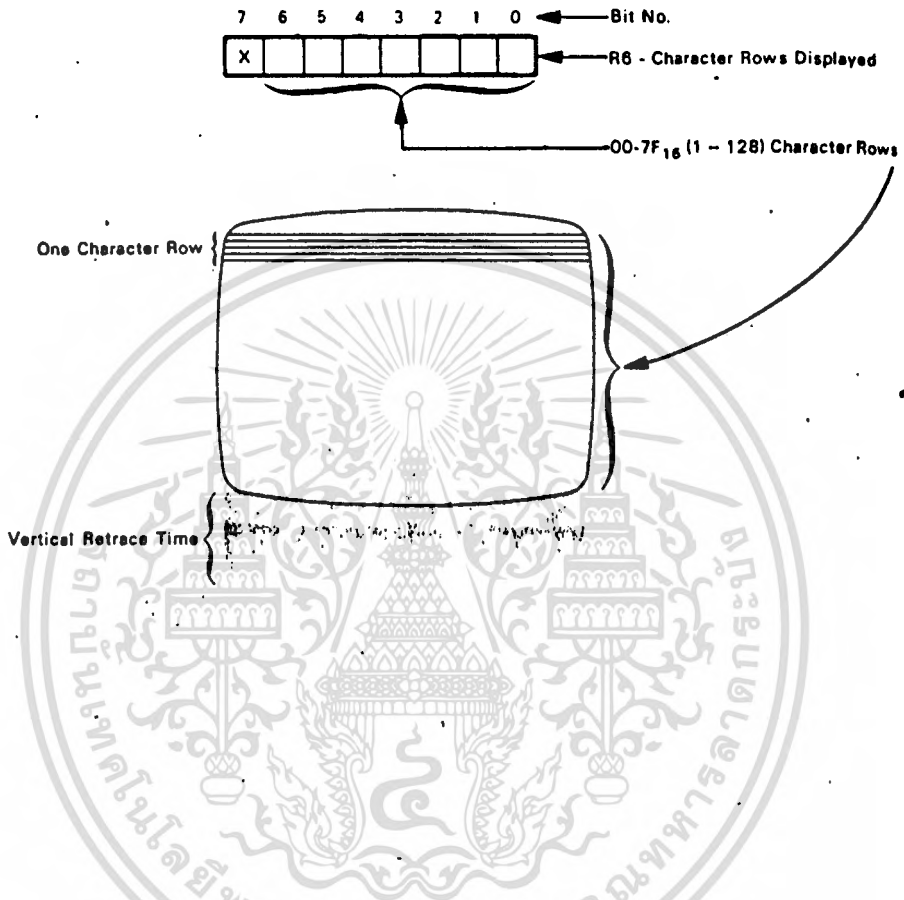 7 6 5 4 3 2 1 0 Bit No.
X R6 - Character Rows Displayed
00-7F16 (1 - 128) Character Rows
One Character Row
Vertical Retrace Time